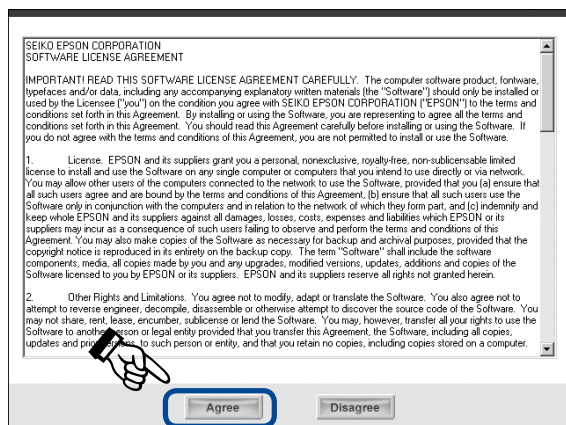 SEIKO EPSON CORPORATION
SOFTWARE LICENSE AGREEMENT
IMPORTANT! READ THIS SOFTWARE LICENSE AGREEMENT CAREFULLY. The computer software product, fontware,
typefaces and/or data, including any accompanying explanatory written materials (the "Software") should only be installed or
used by the Licensee ("you") on the condition you agree with SEIKO EPSON CORPORATION ("EPSON") to the terms and
conditions set forth in this Agreement. By installing or using the Software, you are representing to agree all the terms and
conditions set forth in this Agreement. You should read this Agreement carefully before installing or using the Software. If
you do not agree with the terms and conditions of this Agreement, you are not permitted to install or use the Software.
1. License. EPSON and its suppliers grant you a personal, nonexclusive, royalty-free, non-sublicensable limited
license to install and use the Software on any single computer or computers that you intend to use directly or via network.
You may allow other users of the computers connected to the network to use the Software, provided that you (a) ensure that
all such users agree and are bound by the terms and conditions of this Agreement, (b) ensure that all such users use the
Software only in conjunction with the computers and in relation to the network of which they form part, and (c) indemnify and
keep whole EPSON and its suppliers against all damages, losses, costs, expenses and liabilities which EPSON or its
suppliers may incur as a consequence of such users failing to observe and perform the terms and conditions of this
Agreement. You may also make copies of the Software as necessary for backup and archival purposes, provided that the
copyright notice is reproduced in its entirety on the backup copy. The term "Software" shall include the software
components, media, all copies made by you and any upgrades, modified versions, updates, additions and copies of the
Software licensed to you by EPSON or its suppliers. EPSON and its suppliers reserve all rights not granted herein.
2. Other Rights and Limitations. You agree not to modify, adapt or translate the Software. You also agree not to
attempt to reverse engineer, decompile, disassemble or otherwise attempt to discover the source code of the Software. You
may not share, rent, lease, encumber, sublicense or lend the Software. You may, however, transfer all your rights to use the
Software to another person or legal entity provided that you transfer this Agreement, the Software, including all copies,
updates and prior versions, to such person or entity, and that you retain no copies, including copies stored on a computer.
Agree
Disagree